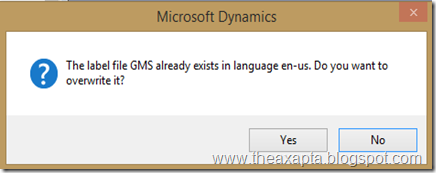 Microsoft Dynamics
The label file GMS already exists in language en-us. Do you want to
overwrite it?
Yes
No
www.theaxapta.blogspot.com